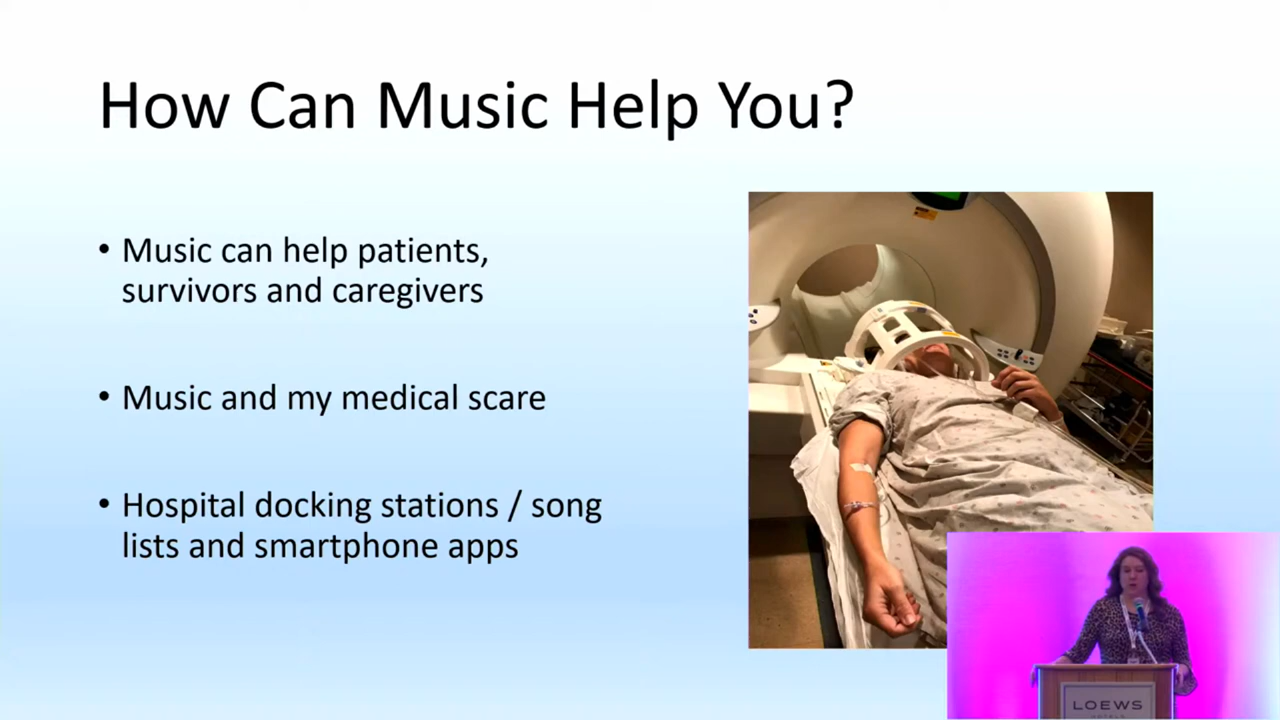 How Can Music Help You?
• Music can help patients,
survivors and caregivers
• Music and my medical scare
• Hospital docking stations / song
lists and smartphone apps
LOEWS
HOTELS